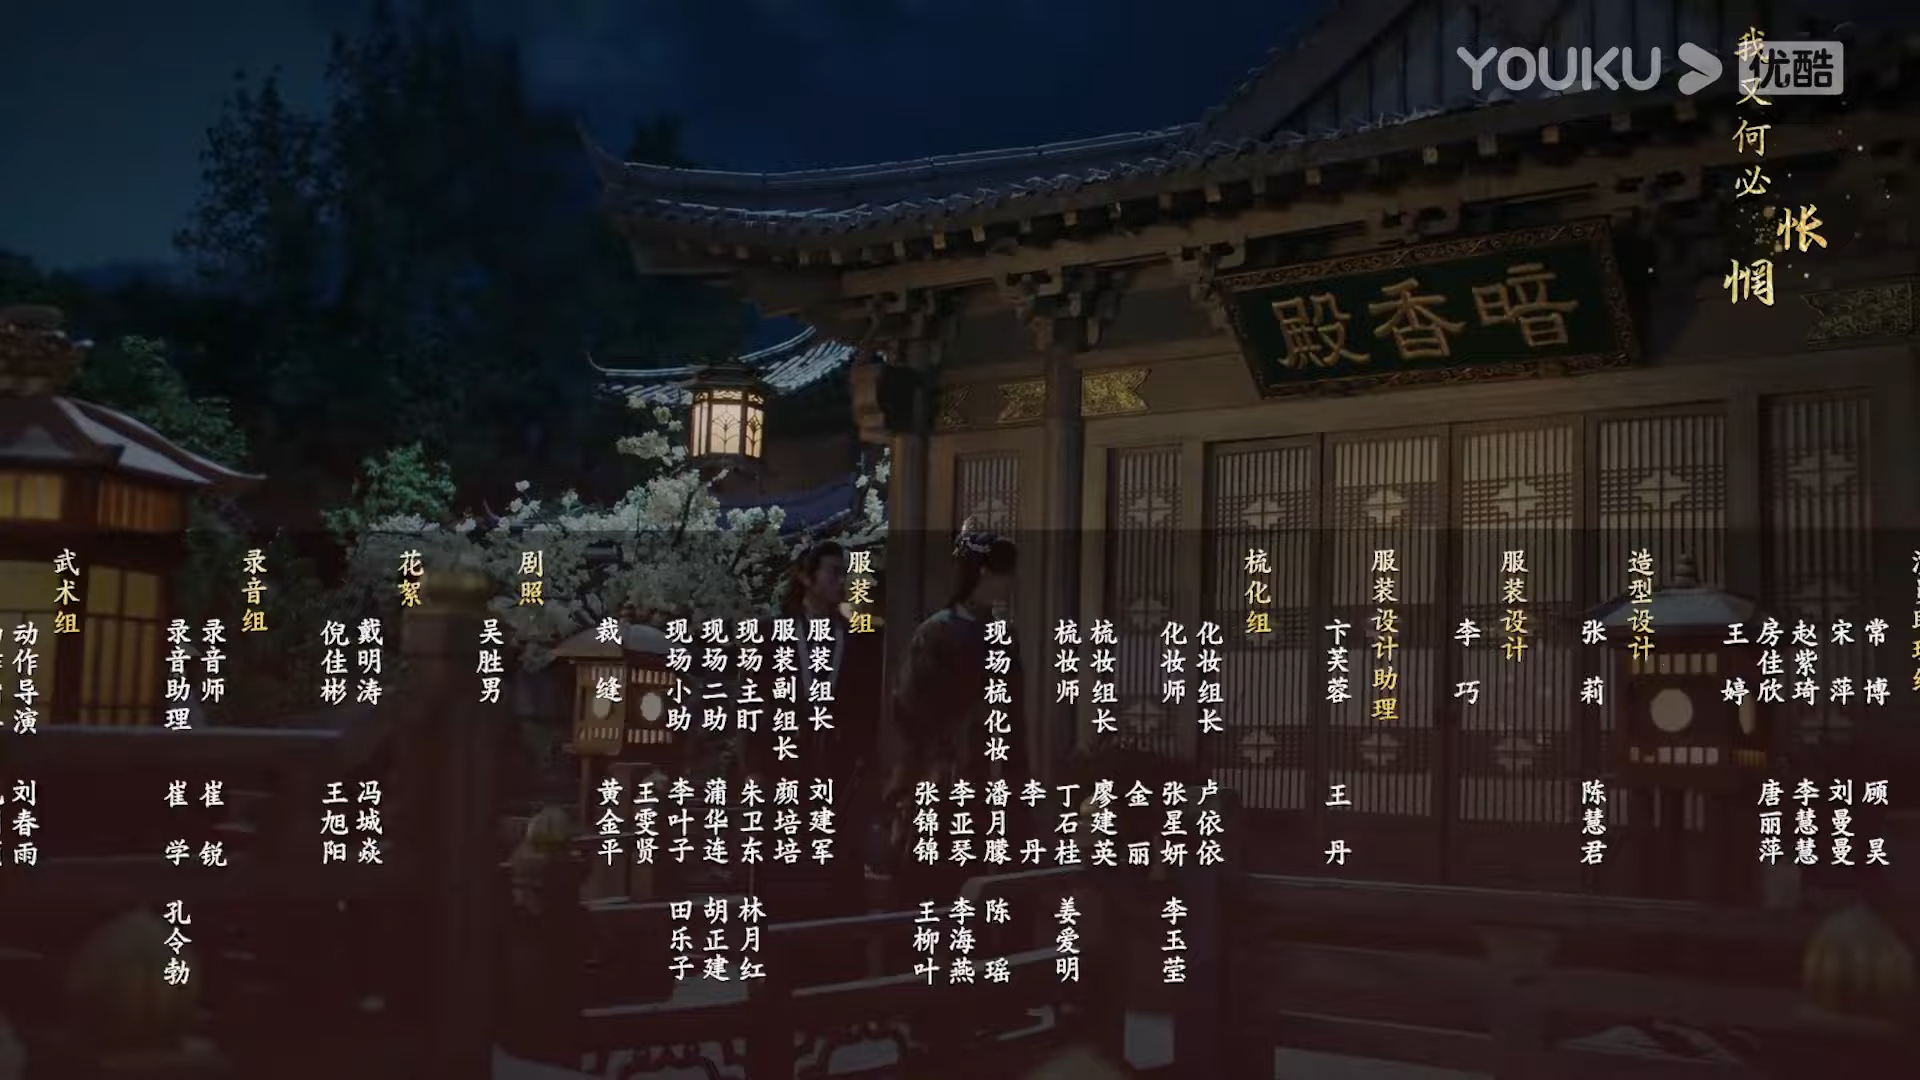 YOUKU 优酷
我又何必
怅
惘
暗香殿
常博 顾昊
宋萍 刘曼曼
赵紫琦 李慧慧
房佳欣 唐丽萍
王婷
造型设计
张莉 陈慧君
服装设计
李巧
服装设计助理
卞芙蓉 王丹
梳化组
化妆组长 卢依依
化妆师 张星妍 李玉莹
金丽
梳妆组长 廖建英
梳妆师 丁石桂 姜爱明
李丹
现场梳化妆 潘月朦 陈瑶
李亚琴 李海燕
张锦锦 王柳叶
服装组
服装组长 刘建军
服装副组长 颜培培
现场主盯 朱卫东 林月红
现场二助 蒲华连 胡正建
现场小助 李叶子 田乐子
王雯贤
裁缝 黄金平
剧照
吴胜男
花絮
戴明涛 冯城焱
倪佳彬 王旭阳
录音组
录音师 崔锐
录音助理 崔学 孔令勃
武术组
动作导演 刘春雨